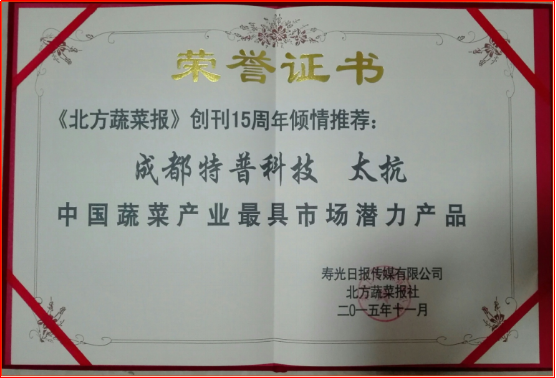 荣誉证书
《北方蔬菜报》创刊15周年倾情推荐：
成都特普科技 太抗
中国蔬菜产业最具市场潜力产品
寿光日报传媒有限公司
北方蔬菜报社
二〇一五年十一月